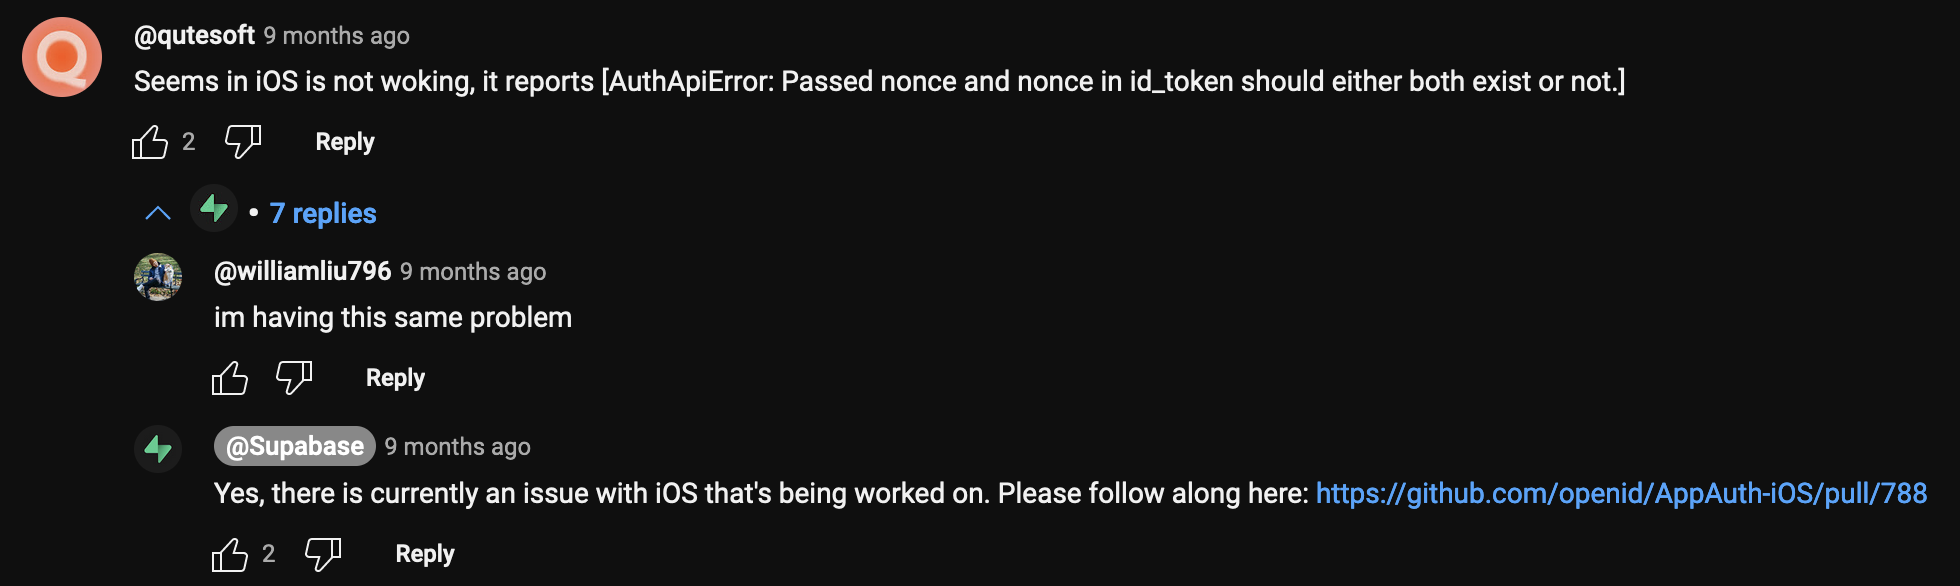 @qutesoft 9 months ago
Seems in iOS is not woking, it reports [AuthApiError: Passed nonce and nonce in id_token should either both exist or not.]
2 Reply
• 7 replies
@williamliu796 9 months ago
im having this same problem
Reply
@Supabase 9 months ago
Yes, there is currently an issue with iOS that's being worked on. Please follow along here: https://github.com/openid/AppAuth-iOS/pull/788
2 Reply